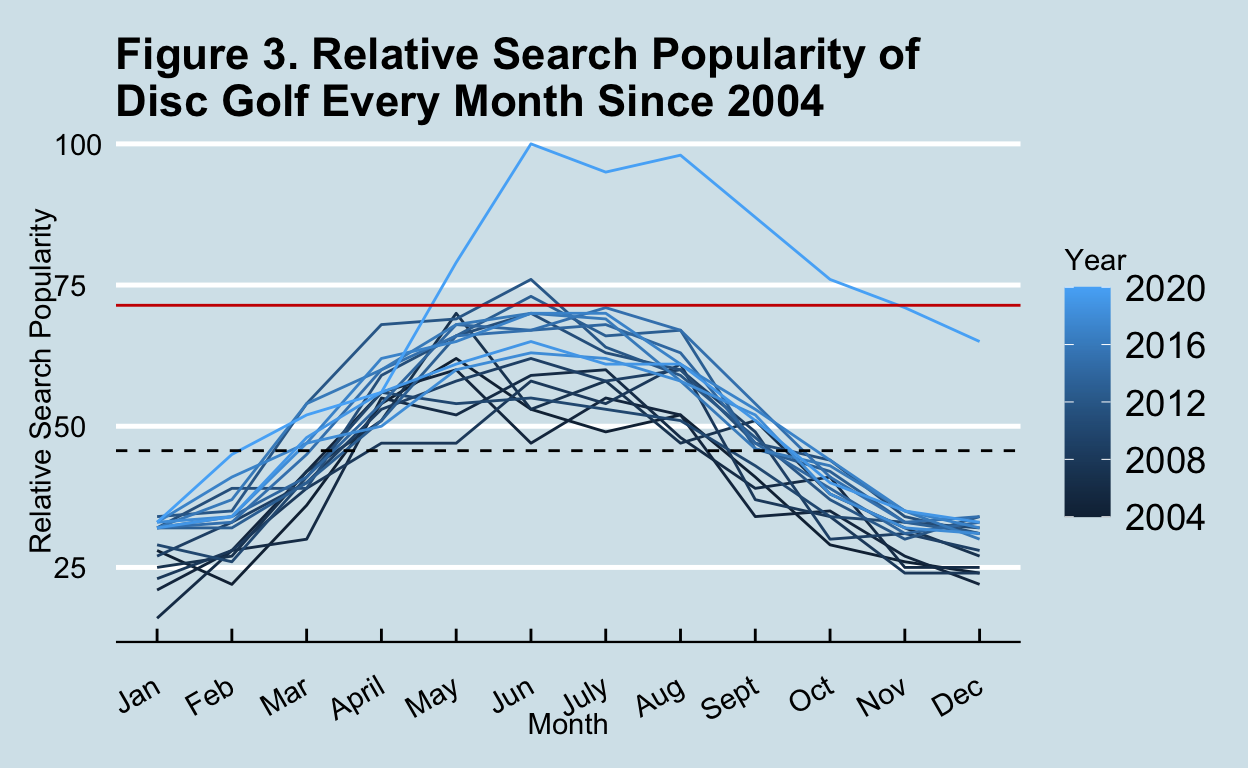 Figure 3. Relative Search Popularity of
Disc Golf Every Month Since 2004
100
75
50
25
Relative Search Popularity
Jan Feb Mar April May Jun July Aug Sept Oct Nov Dec
Month
Year
2020
2016
2012
2008
2004